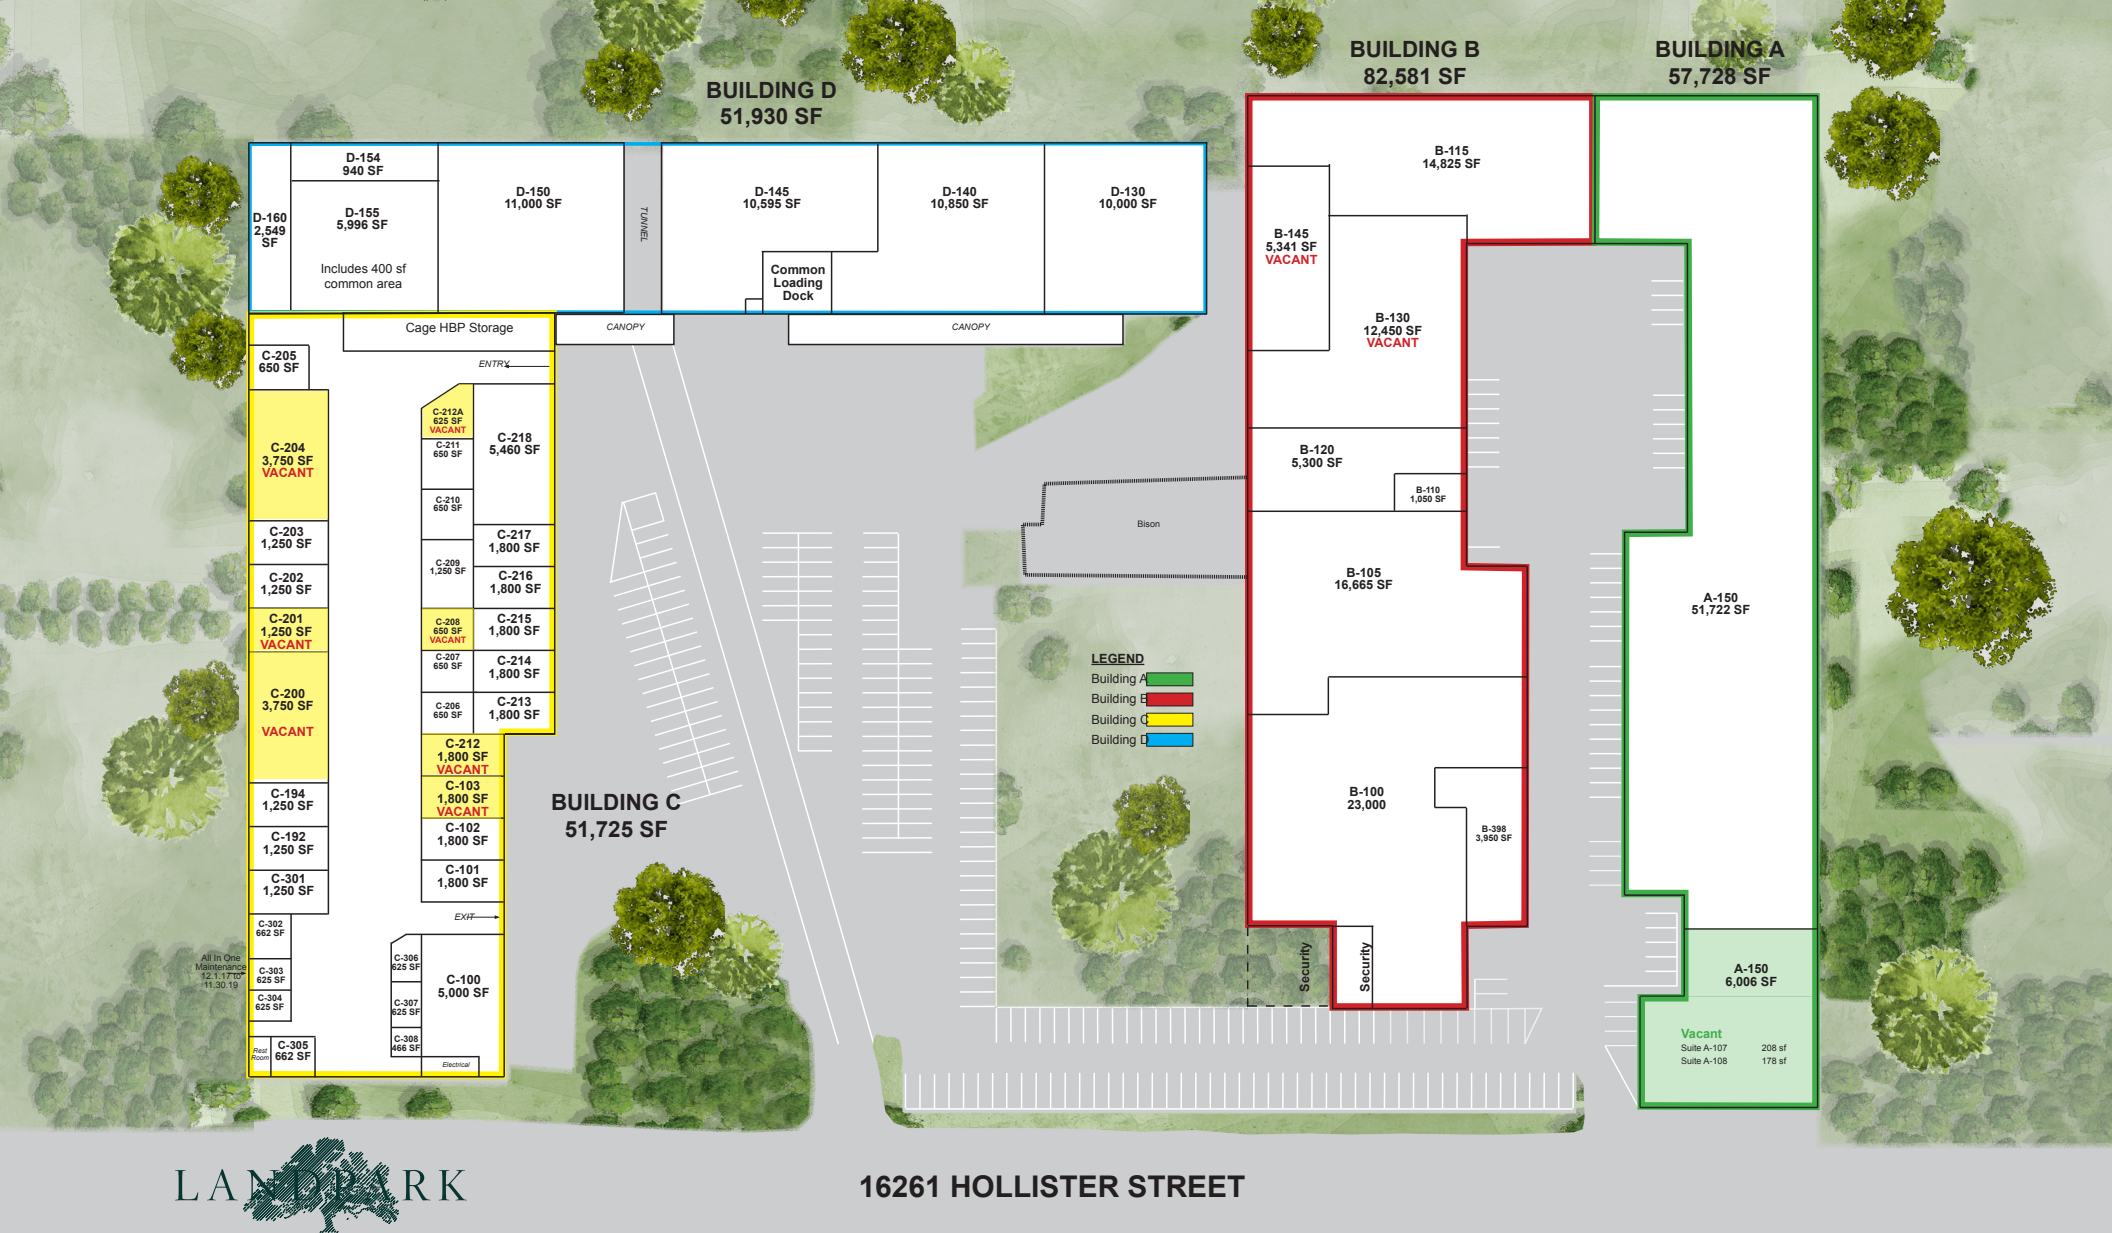 BUILDING D
51,930 SF
BUILDING B
82,581 SF
BUILDING A
57,728 SF
D-160
2,549
SF
D-154
940 SF
D-155
5,996 SF
Includes 400 sf
common area
D-150
11,000 SF
TUNNEL
D-145
10,595 SF
Common
Loading
Dock
D-140
10,850 SF
D-130
10,000 SF
CANOPY
CANOPY
Cage HBP Storage
ENTRY
C-205
650 SF
C-204
3,750 SF
VACANT
C-203
1,250 SF
C-202
1,250 SF
C-201
1,250 SF
VACANT
C-200
3,750 SF
VACANT
C-194
1,250 SF
C-192
1,250 SF
C-301
1,250 SF
C-302
662 SF
All In One
Maintenance
12.1.17 to
11.30.19
C-303
625 SF
C-304
625 SF
Rest
Room
C-305
662 SF
C-212A
625 SF
VACANT
C-211
650 SF
C-210
650 SF
C-209
1,250 SF
C-208
650 SF
VACANT
C-207
650 SF
C-206
650 SF
C-218
5,460 SF
C-217
1,800 SF
C-216
1,800 SF
C-215
1,800 SF
C-214
1,800 SF
C-213
1,800 SF
C-212
1,800 SF
VACANT
C-103
1,800 SF
VACANT
C-102
1,800 SF
C-101
1,800 SF
EXIT
C-306
625 SF
C-307
625 SF
C-308
466 SF
C-100
5,000 SF
Electrical
BUILDING C
51,725 SF
Bison
LEGEND
Building A
Building B
Building C
Building D
B-115
14,825 SF
B-145
5,341 SF
VACANT
B-130
12,450 SF
VACANT
B-120
5,300 SF
B-110
1,050 SF
B-105
16,665 SF
B-100
23,000
B-398
3,950 SF
Security
Security
A-150
51,722 SF
A-150
6,006 SF
Vacant
Suite A-107 208 sf
Suite A-108 178 sf
LANDPARK
16261 HOLLISTER STREET